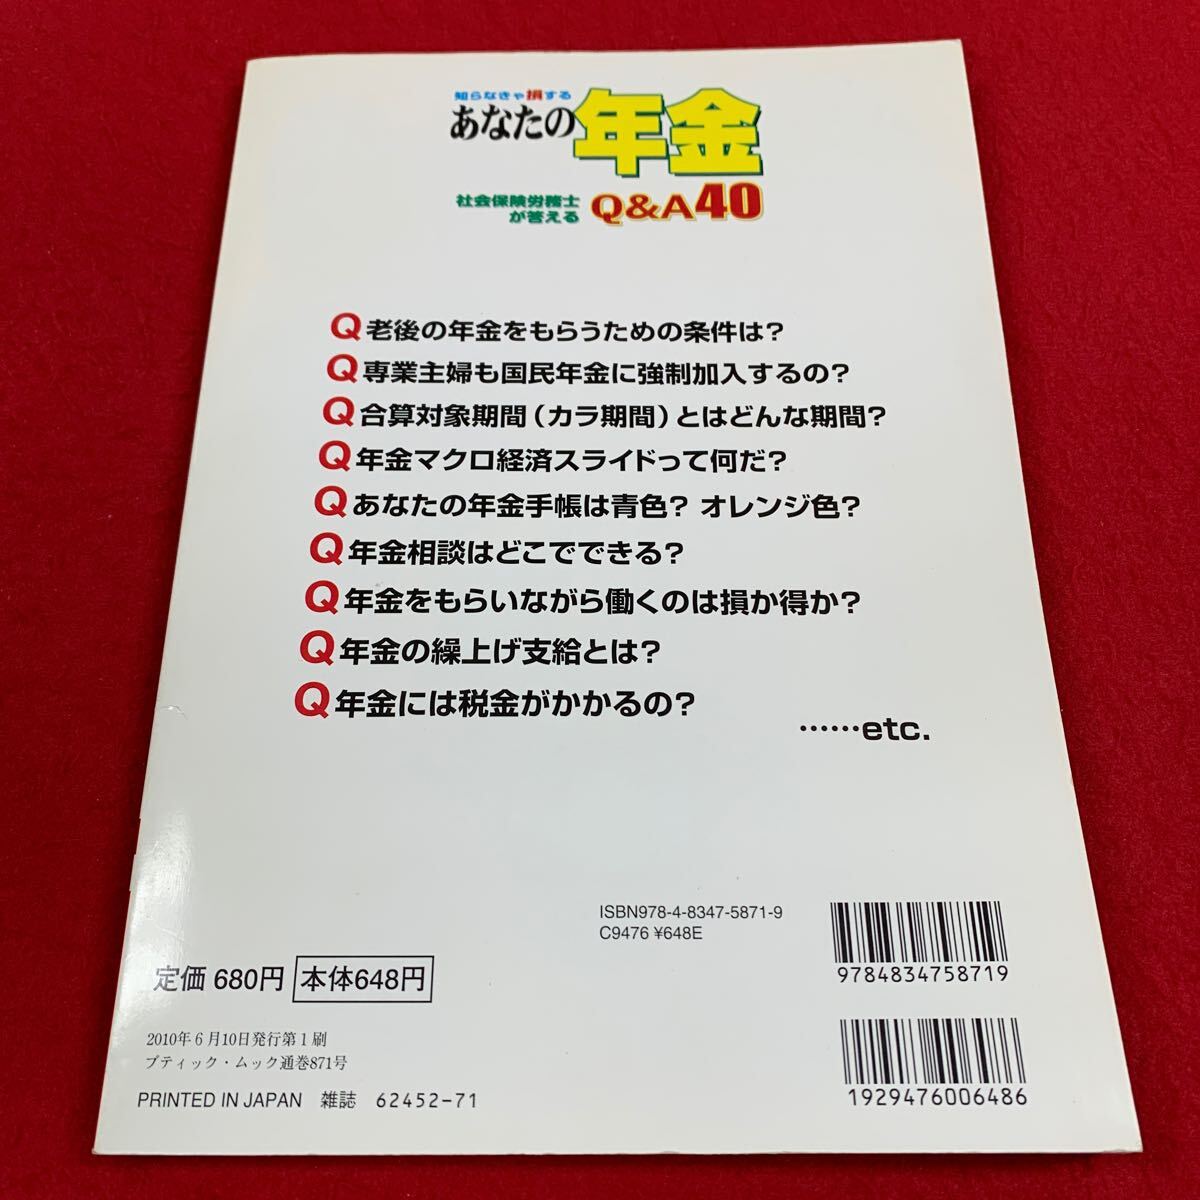 知らなきゃ損する
あなたの年金
社会保険労務士
が答える
Q&A40
Q老後の年金をもらうための条件は？
Q専業主婦も国民年金に強制加入するの？
Q合算対象期間（カラ期間）とはどんな期間？
Q年金マクロ経済スライドって何だ？
Qあなたの年金手帳は青色？ オレンジ色？
Q年金相談はどこでできる？
Q年金をもらいながら働くのは損か得か？
Q年金の繰上げ支給とは？
Q年金には税金がかかるの？
……etc.
ISBN978-4-8347-5871-9
C9476 ¥648E
9784834758719
定価 680円 本体648円
2010年6月10日発行第1刷
ブティック・ムック通巻871号
1929476006486
PRINTED IN JAPAN 雑誌 62452-71